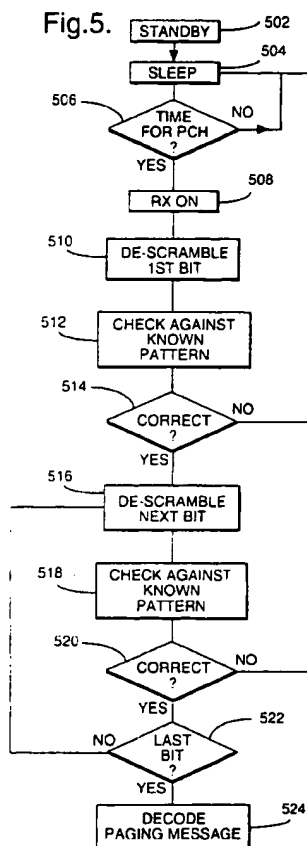 Fig.5.
STANDBY
502
SLEEP
504
506
TIME
FOR PCH
?
NO
YES
RX ON
508
510
DE-SCRAMBLE
1ST BIT
512
CHECK AGAINST
KNOWN
PATTERN
514
CORRECT
?
NO
YES
516
DE-SCRAMBLE
NEXT BIT
518
CHECK AGAINST
KNOWN
PATTERN
520
CORRECT
?
NO
YES
522
NO
LAST
BIT
?
YES
524
DECODE
PAGING MESSAGE